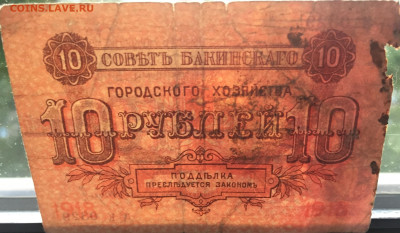 COINS.LAVE.RU
10 СОВѢТЪ БАКИНСКАГО 10
ГОРОДСКОГО ХОЗЯЙСТВА
10 РУБЛЕЙ 10
ПОДДѢЛКА
ПРЕСЛѢДУЕТСЯ ЗАКОНОМЪ